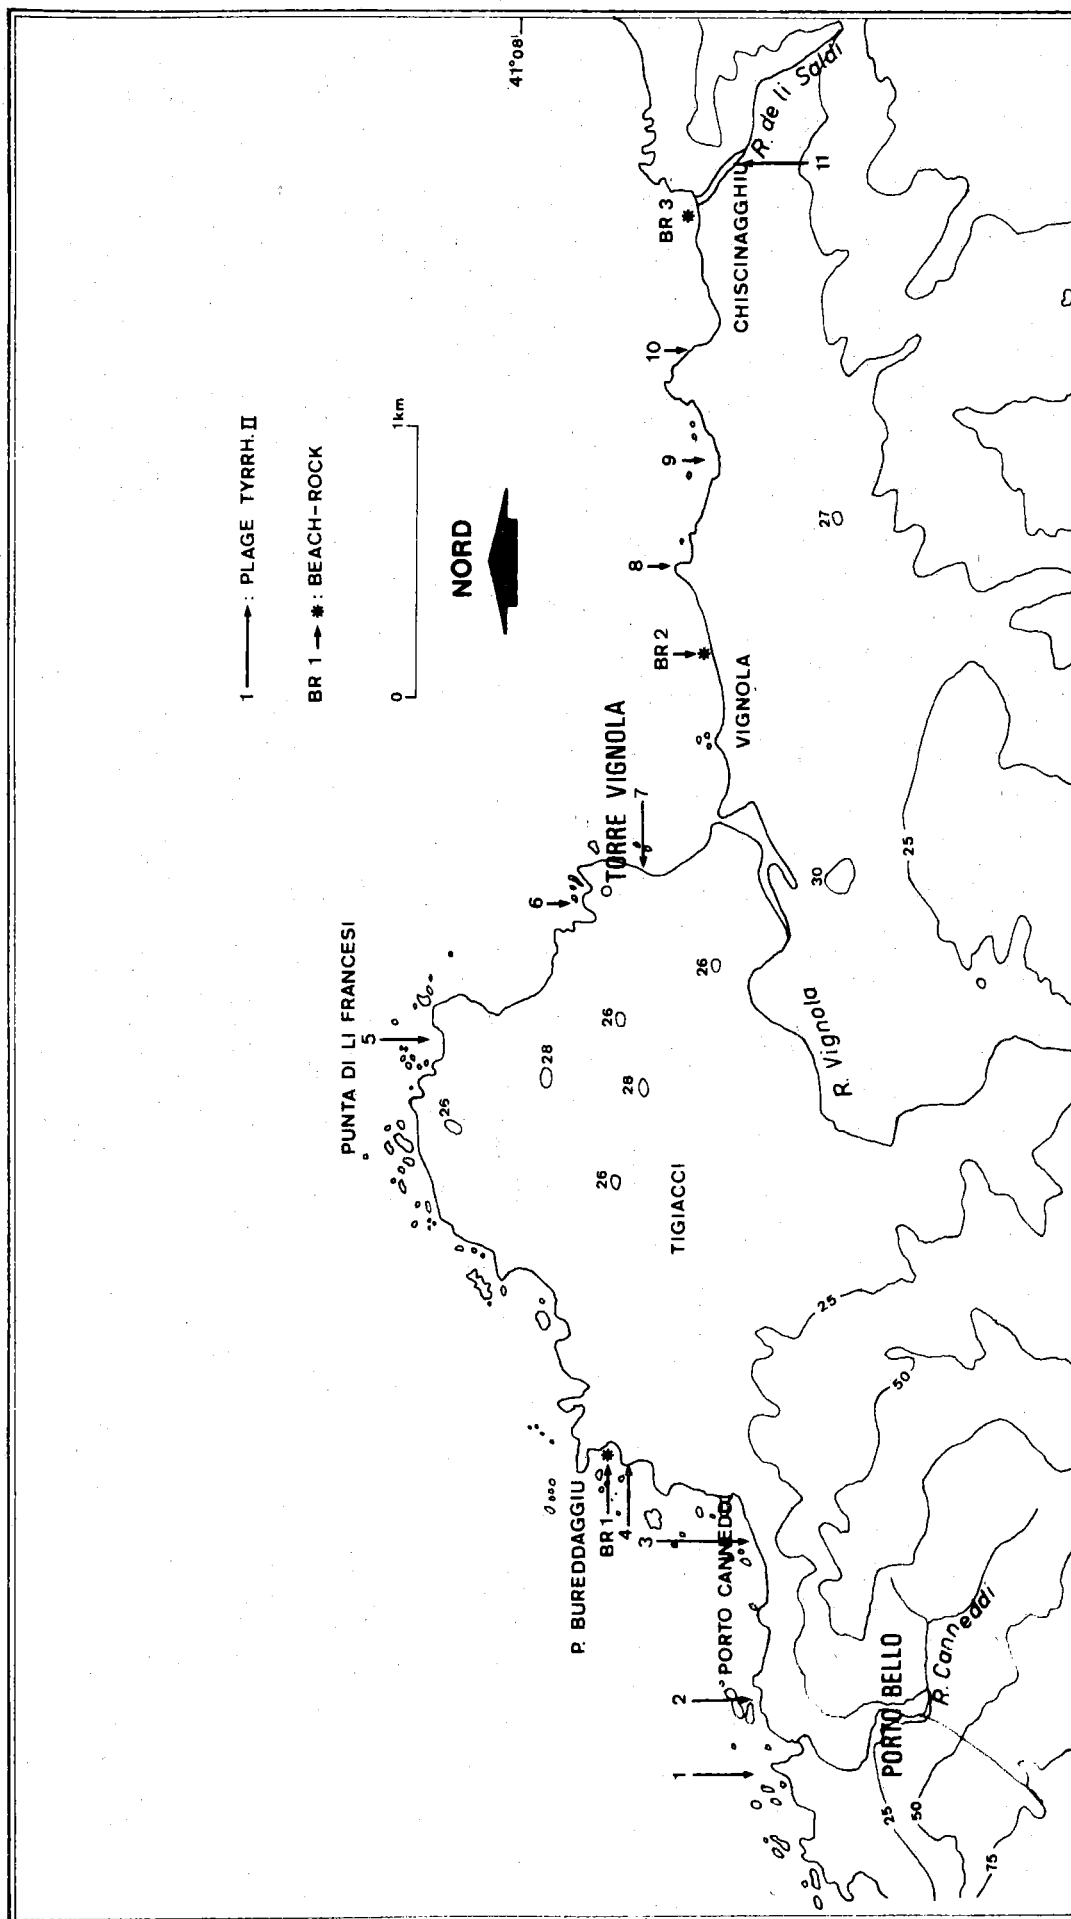 1 → : PLAGE TYRRH. II
BR 1 → * : BEACH-ROCK
PUNTA DI LI FRANCESI
5
0 1km
26
NORD
41°08'
6
28
P. BUREDDAGGIU
BR 1
26
26
TORRE VIGNOLA
4
8
7
28
3
10
BR 2
BR 3
9
TIGIACCI
1
2
26
PORTO CANNEDDI
VIGNOLA
CHISCINAGGHIU
R. de li Saldi
30
27
11
R. Vignola
25
PORTO BELLO
25
50
25
50
R. Canneddi
75